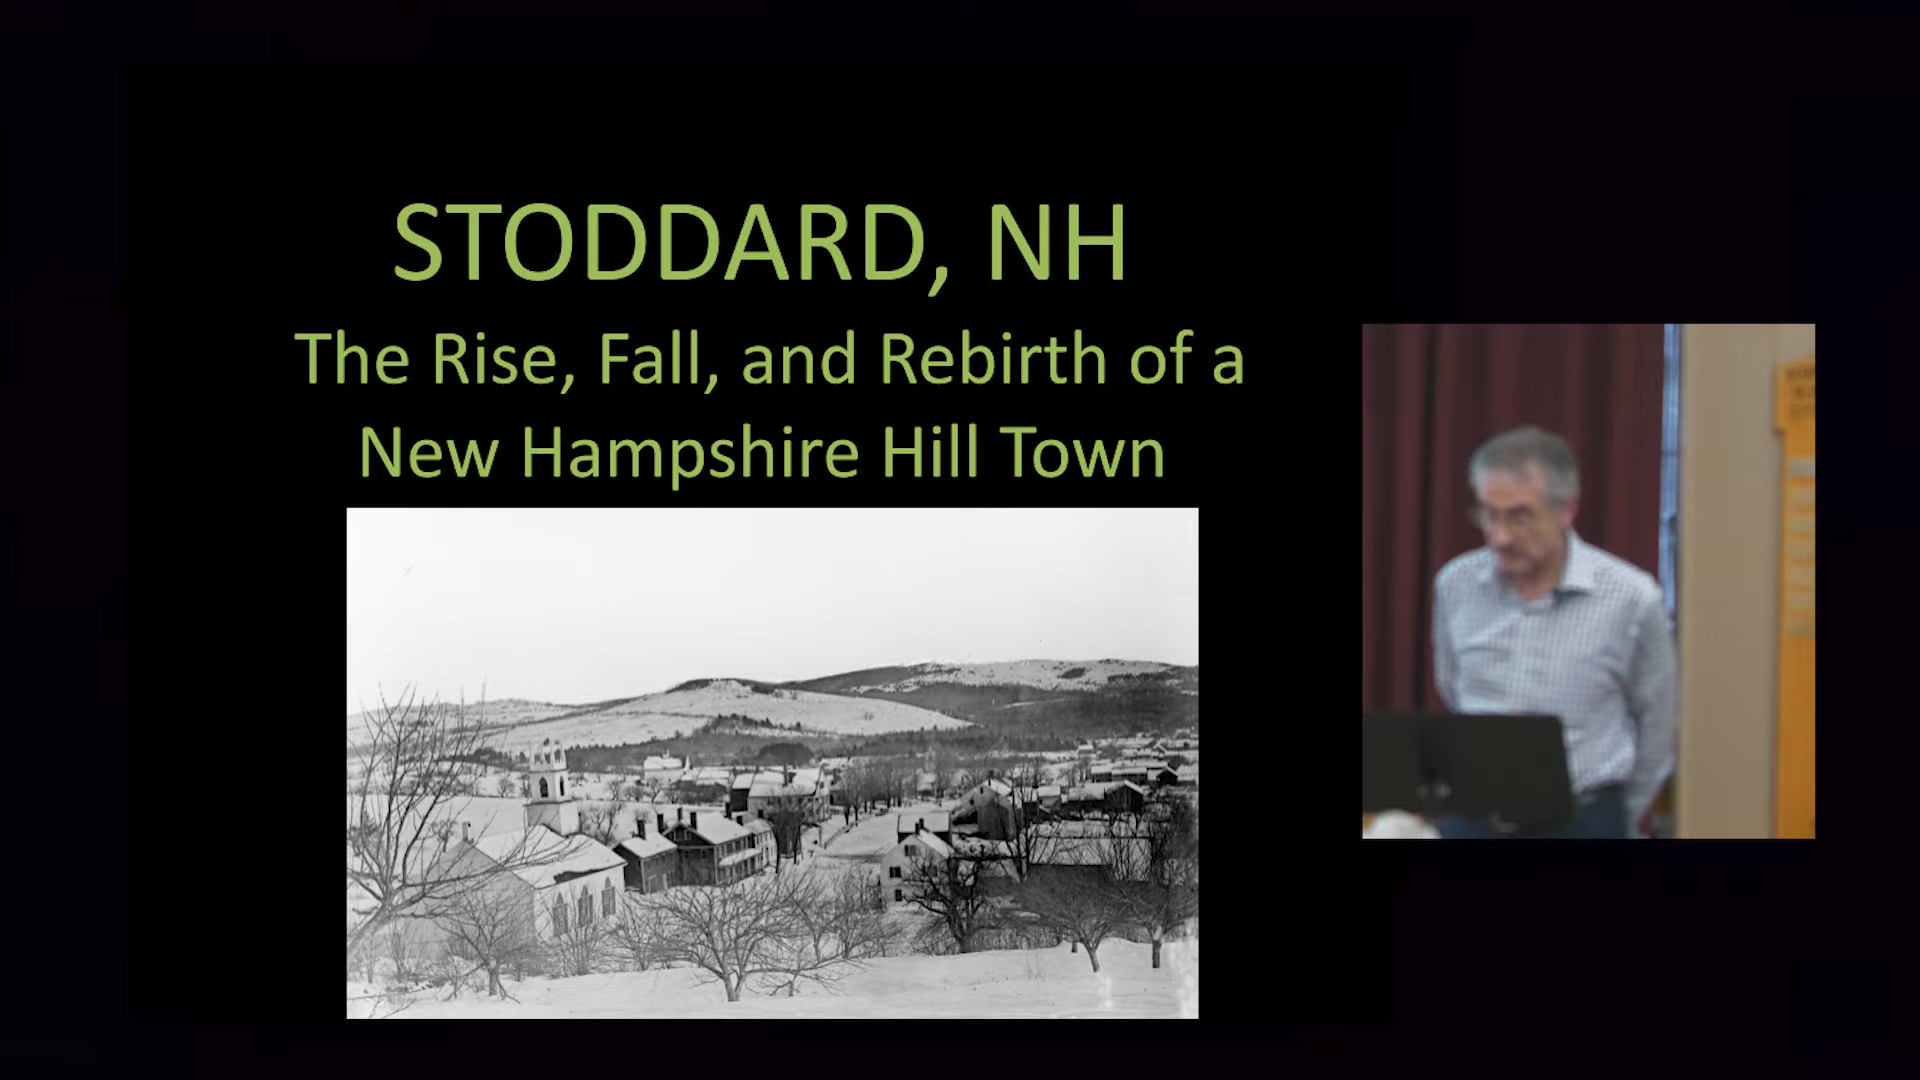 STODDARD, NH
The Rise, Fall, and Rebirth of a
New Hampshire Hill Town